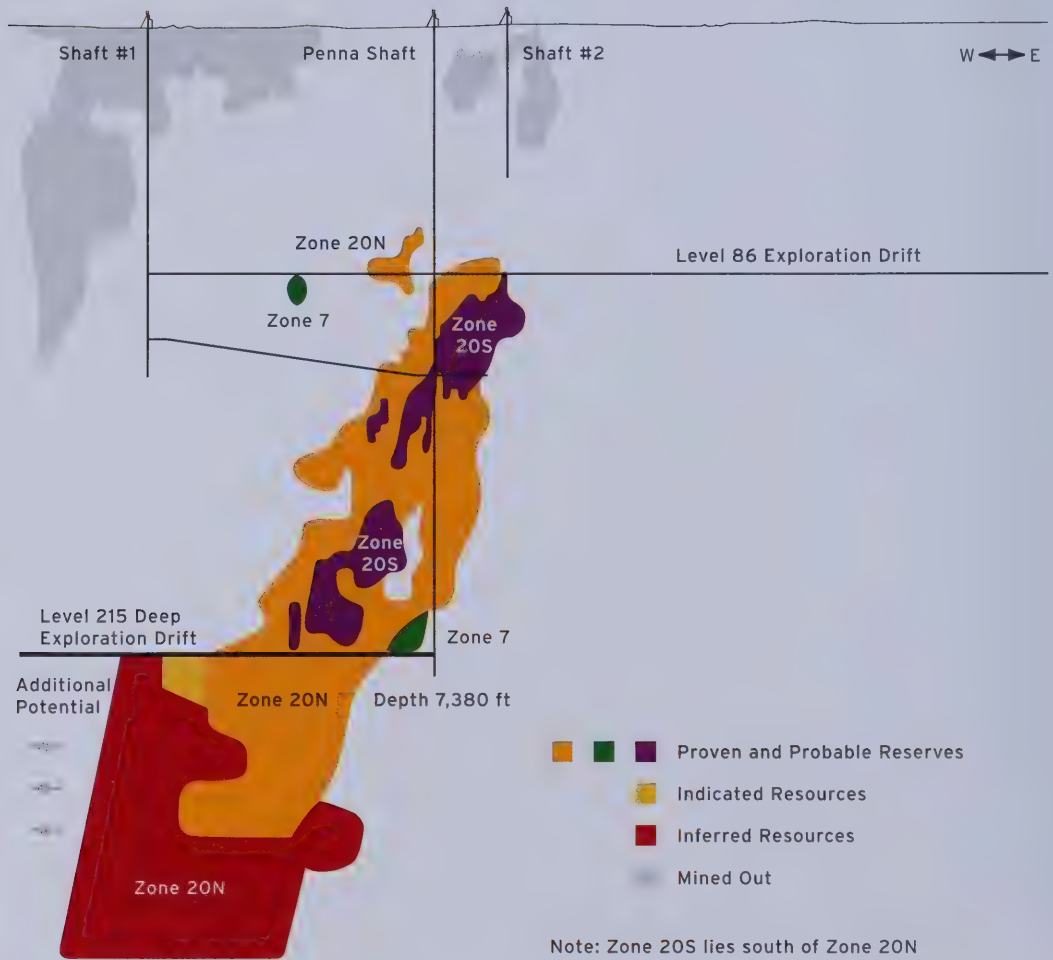 Shaft #1
Penna Shaft
Shaft #2
W
E
Zone 20N
Level 86 Exploration Drift
Zone 7
Zone
20S
Zone
20S
Level 215 Deep
Exploration Drift
Zone 7
Additional
Potential
Zone 20N
Depth 7,380 ft
Proven and Probable Reserves
Indicated Resources
Inferred Resources
Mined Out
Zone 20N
Note: Zone 20S lies south of Zone 20N